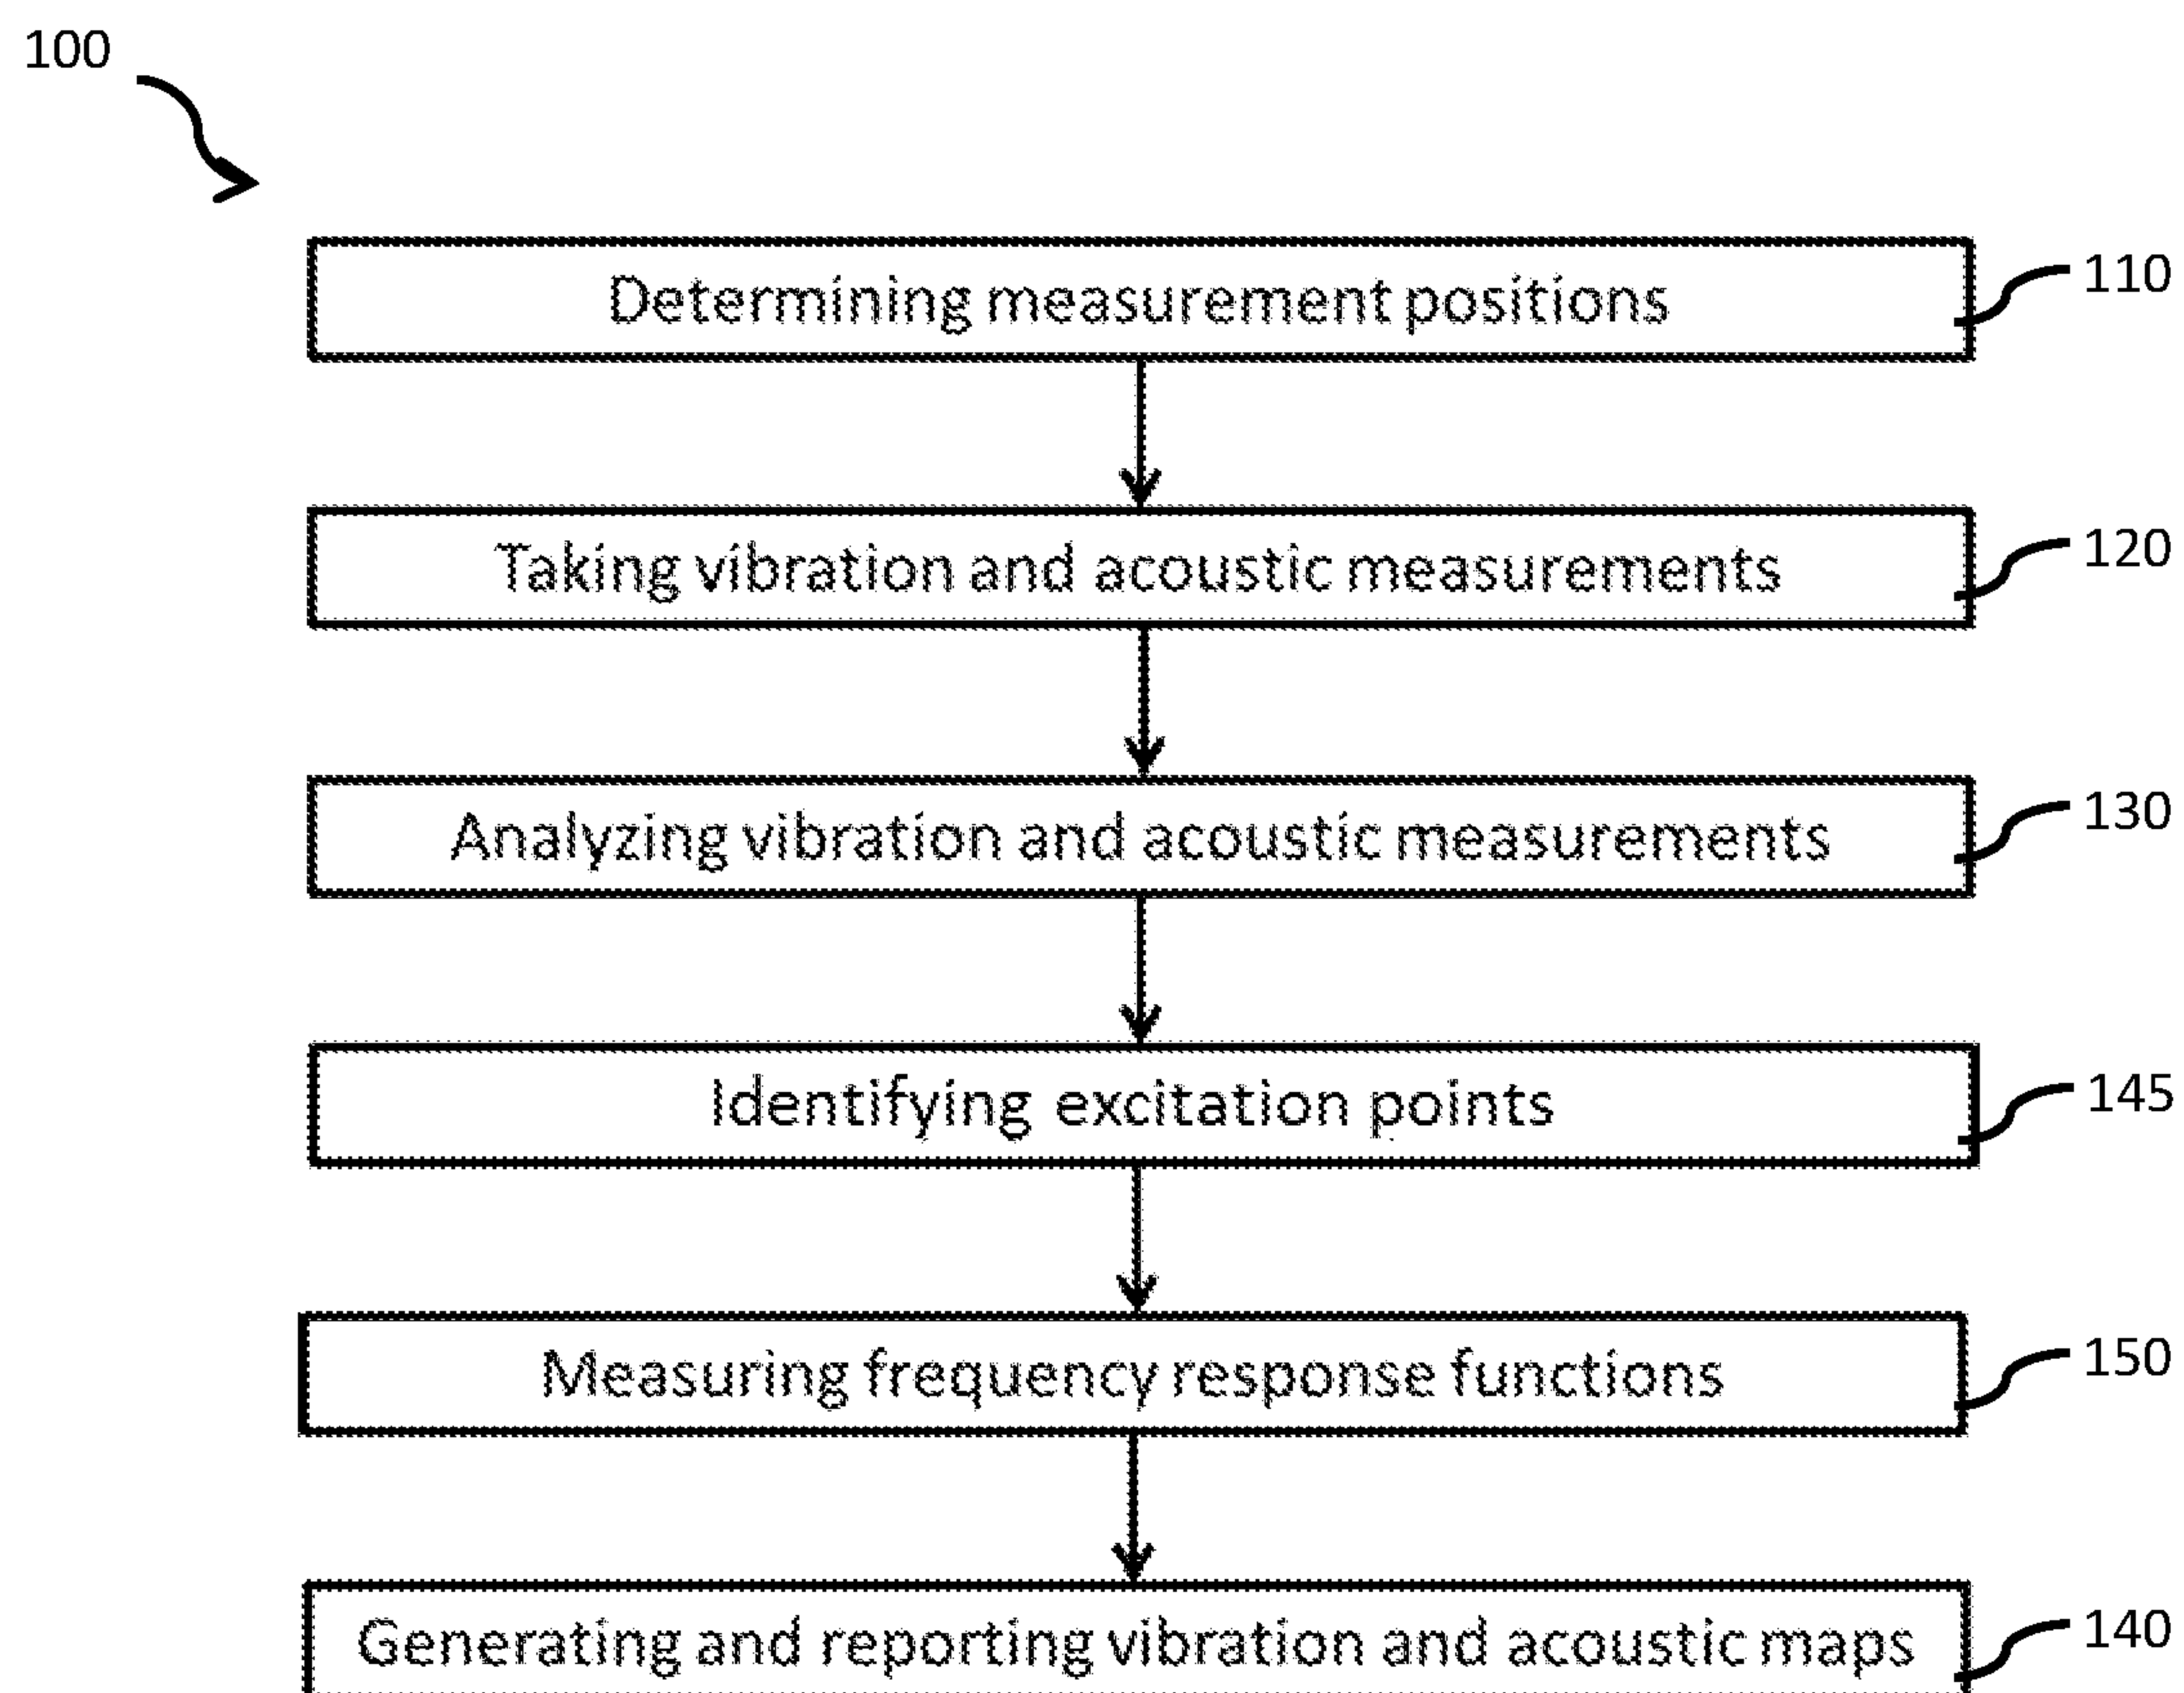 100
Determining measurement positions
110
Taking vibration and acoustic measurements
120
Analyzing vibration and acoustic measurements
130
Identifying excitation points
145
Measuring frequency response functions
150
Generating and reporting vibration and acoustic maps
140